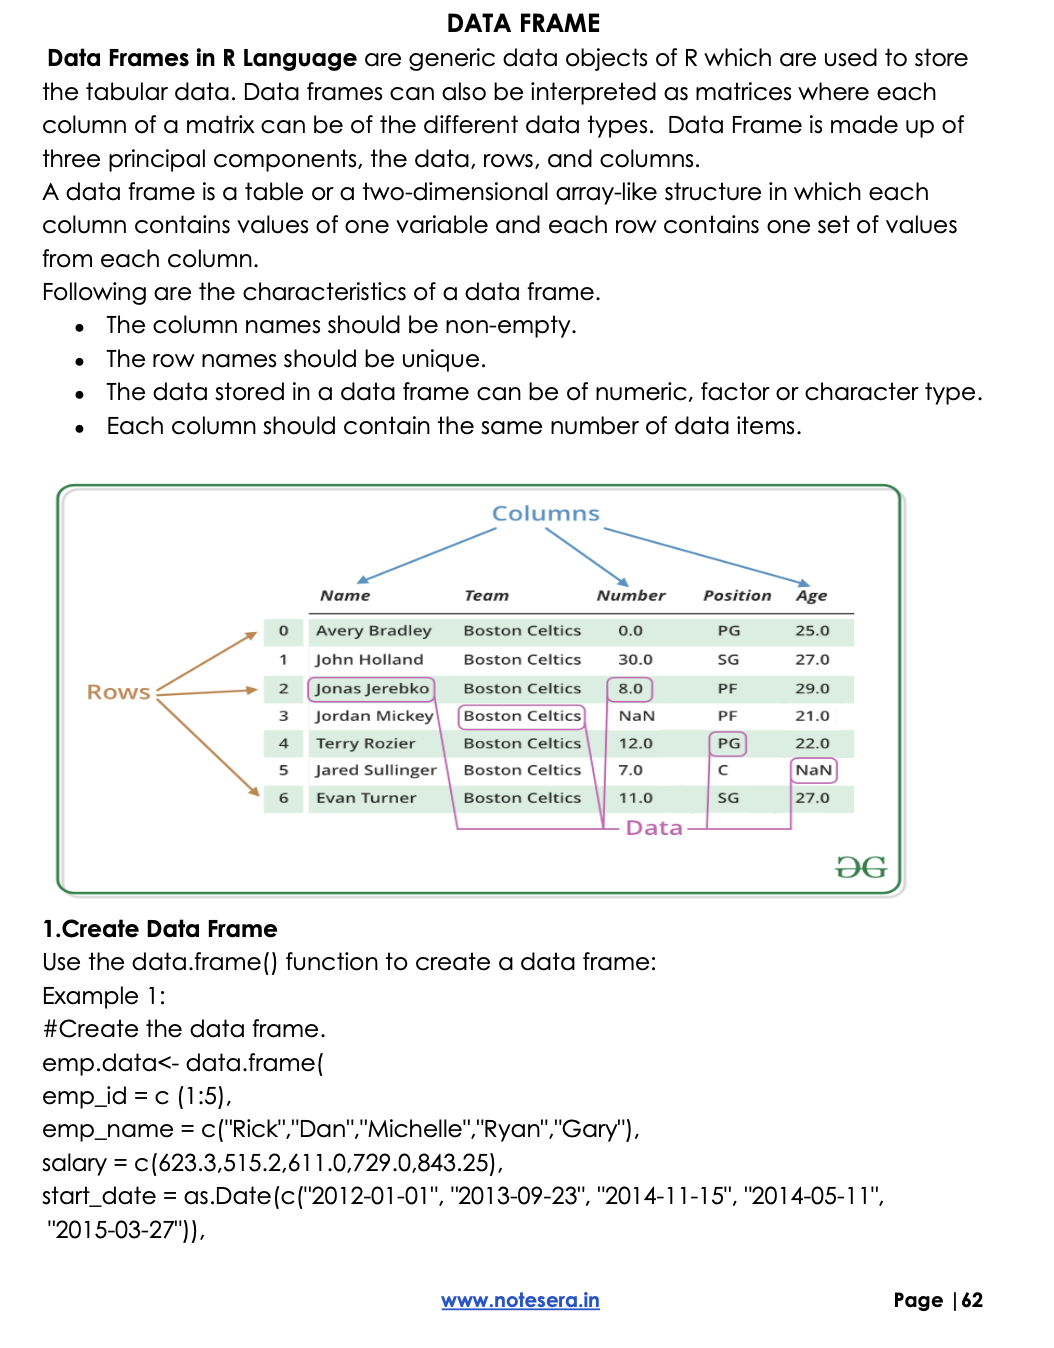 DATA FRAME
Data Frames in R Language are generic data objects of R which are used to store
the tabular data. Data frames can also be interpreted as matrices where each
column of a matrix can be of the different data types.  Data Frame is made up of
three principal components, the data, rows, and columns.
A data frame is a table or a two-dimensional array-like structure in which each
column contains values of one variable and each row contains one set of values
from each column.
Following are the characteristics of a data frame.
• The column names should be non-empty.
• The row names should be unique.
• The data stored in a data frame can be of numeric, factor or character type.
• Each column should contain the same number of data items.
Columns
Name Team Number Position Age
0 Avery Bradley Boston Celtics 0.0 PG 25.0
1 John Holland Boston Celtics 30.0 SG 27.0
Rows 2 Jonas Jerebko Boston Celtics 8.0 PF 29.0
3 Jordan Mickey Boston Celtics NaN PF 21.0
4 Terry Rozier Boston Celtics 12.0 PG 22.0
5 Jared Sullinger Boston Celtics 7.0 C NaN
6 Evan Turner Boston Celtics 11.0 SG 27.0
Data
1.Create Data Frame
Use the data.frame() function to create a data frame:
Example 1:
#Create the data frame.
emp.data<- data.frame(
emp_id = c (1:5),
emp_name = c("Rick","Dan","Michelle","Ryan","Gary"),
salary = c(623.3,515.2,611.0,729.0,843.25),
start_date = as.Date(c("2012-01-01", "2013-09-23", "2014-11-15", "2014-05-11",
"2015-03-27")),
www.notesera.in Page |62